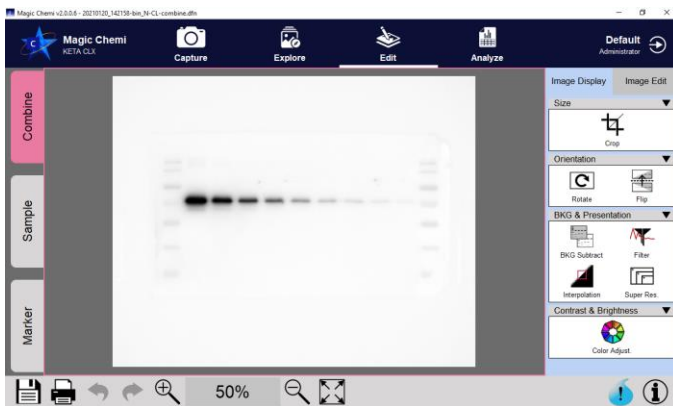 Magic Chemi v2.0.0.6 - 20210120_142158-bin_N-CL-combine.dfn
Magic Chemi
KETA CLX
Capture
Explore
Edit
Analyze
Default
Administrator
Combine
Sample
Marker
Image Display
Image Edit
Size
Crop
Orientation
Rotate
Flip
BKG & Presentation
BKG Subtract
Filter
Interpolation
Super Res.
Contrast & Brightness
Color Adjust
50%